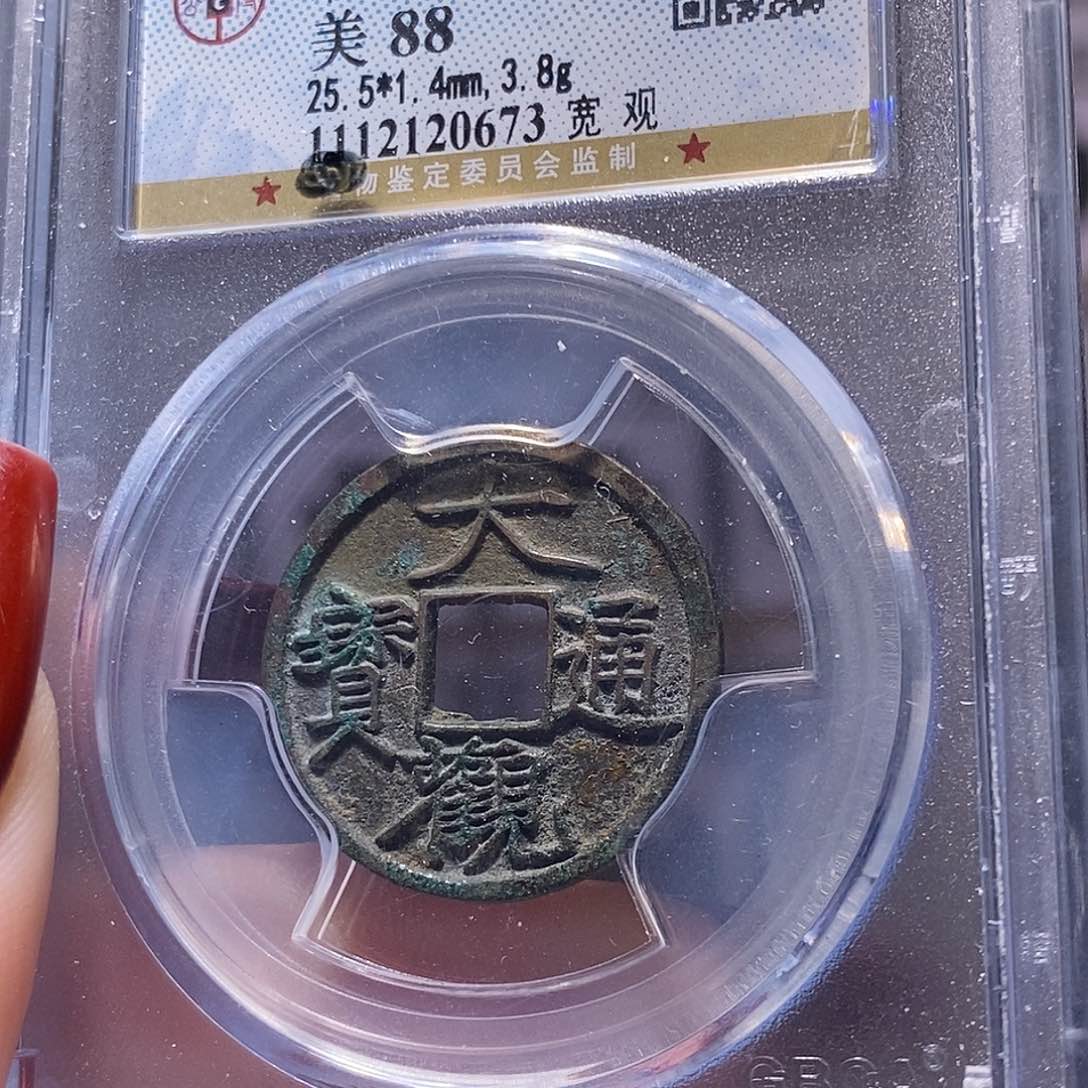 美 88
25.5*1.4mm,3.8g
1112120673 宽 观
物鉴定委员会监制
大
寶 通
觀